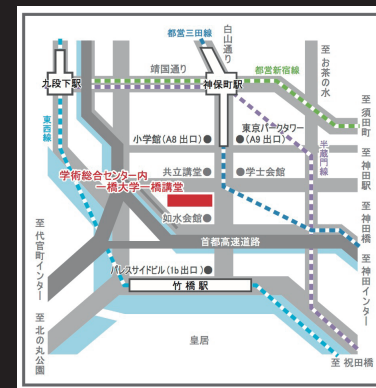 都営三田線
白山通り
至お茶の水
靖国通り
都営新宿線
九段下駅
神保町駅
至須田町
東西線
小学館(A8 出口)
東京パークタワー
(A9 出口)
半蔵門線
至神田駅
共立講堂
学士会館
学術総合センター内
一橋大学一橋講堂
如水会館
至神田橋
至代官町インター
首都高速道路
至神田インター
パレスサイドビル(1b 出口)
竹橋駅
至北の丸公園
皇居
至 祝田橋